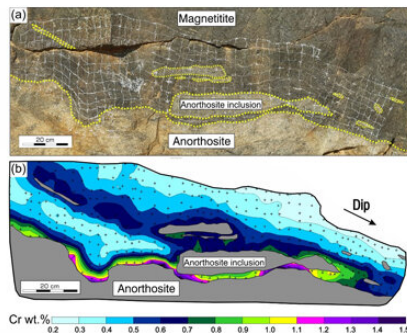 (a)
Magnetitite
Anorthosite inclusion
20 cm
Anorthosite
(b)
Dip
Anorthosite inclusion
20 cm
Anorthosite
Cr wt.%
0.2 0.3 0.4 0.5 0.6 0.7 0.8 0.9 1.0 1.1 1.2 1.3 1.4